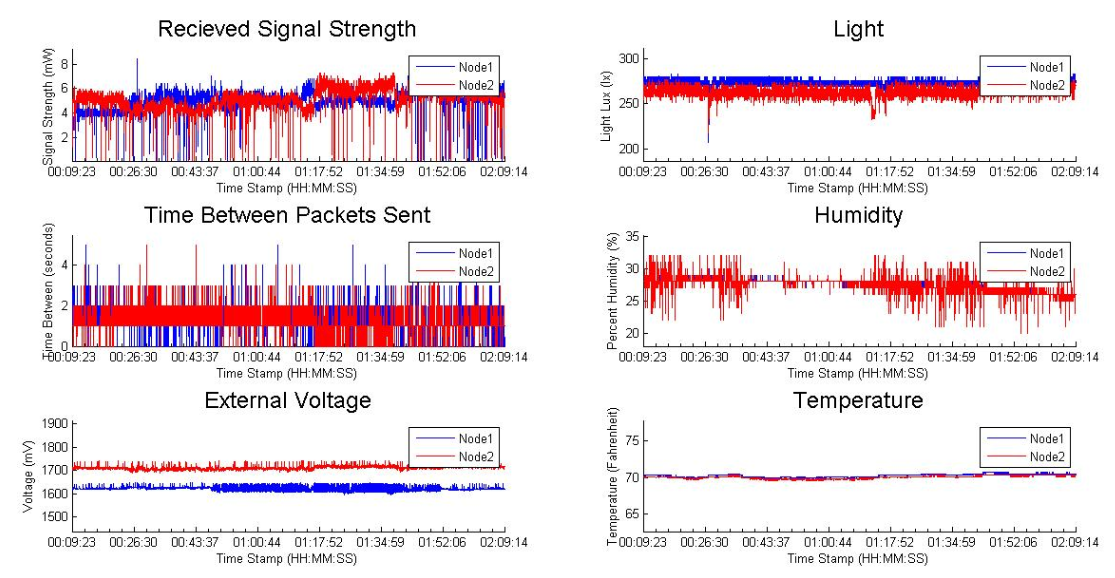 Recieved Signal Strength
Signal Strength (mW)
8
6
4
2
Node1
Node2
00:09:23 00:26:30 00:43:37 01:00:44 01:17:52 01:34:59 01:52:06 02:09:14
Time Stamp (HH:MM:SS)
Light
Light Lux (lx)
300
250
200
Node1
Node2
00:09:23 00:26:30 00:43:37 01:00:44 01:17:52 01:34:59 01:52:06 02:09:14
Time Stamp (HH:MM:SS)
Time Between Packets Sent
Time Between (seconds)
4
2
0
Node1
Node2
00:09:23 00:26:30 00:43:37 01:00:44 01:17:52 01:34:59 01:52:06 02:09:14
Time Stamp (HH:MM:SS)
Humidity
Percent Humidity (%)
35
30
25
20
Node1
Node2
00:09:23 00:26:30 00:43:37 01:00:44 01:17:52 01:34:59 01:52:06 02:09:14
Time Stamp (HH:MM:SS)
External Voltage
Voltage (mV)
1900
1800
1700
1600
1500
Node1
Node2
00:09:23 00:26:30 00:43:37 01:00:44 01:17:52 01:34:59 01:52:06 02:09:14
Time Stamp (HH:MM:SS)
Temperature
Temperature (Fahrenheit)
75
70
65
Node1
Node2
00:09:23 00:26:30 00:43:37 01:00:44 01:17:52 01:34:59 01:52:06 02:09:14
Time Stamp (HH:MM:SS)